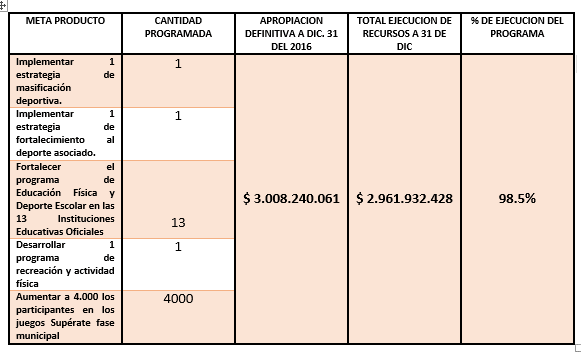 META PRODUCTO
CANTIDAD
PROGRAMADA
APROPIACION
DEFINITIVA A DIC. 31
DEL 2016
TOTAL EJECUCION DE
RECURSOS A 31 DE
DIC
% DE EJECUCION DEL
PROGRAMA
Implementar 1
estrategia de
masificación
deportiva.
1
Implementar 1
estrategia de
fortalecimiento al
deporte asociado.
1
Fortalecer el
programa de
Educación Física y
Deporte Escolar en las
13 Instituciones
Educativas Oficiales
13
Desarrollar 1
programa de
recreación y actividad
física
1
Aumentar a 4.000 los
participantes en los
juegos Supérate fase
municipal
4000
$ 3.008.240.061
$ 2.961.932.428
98.5%